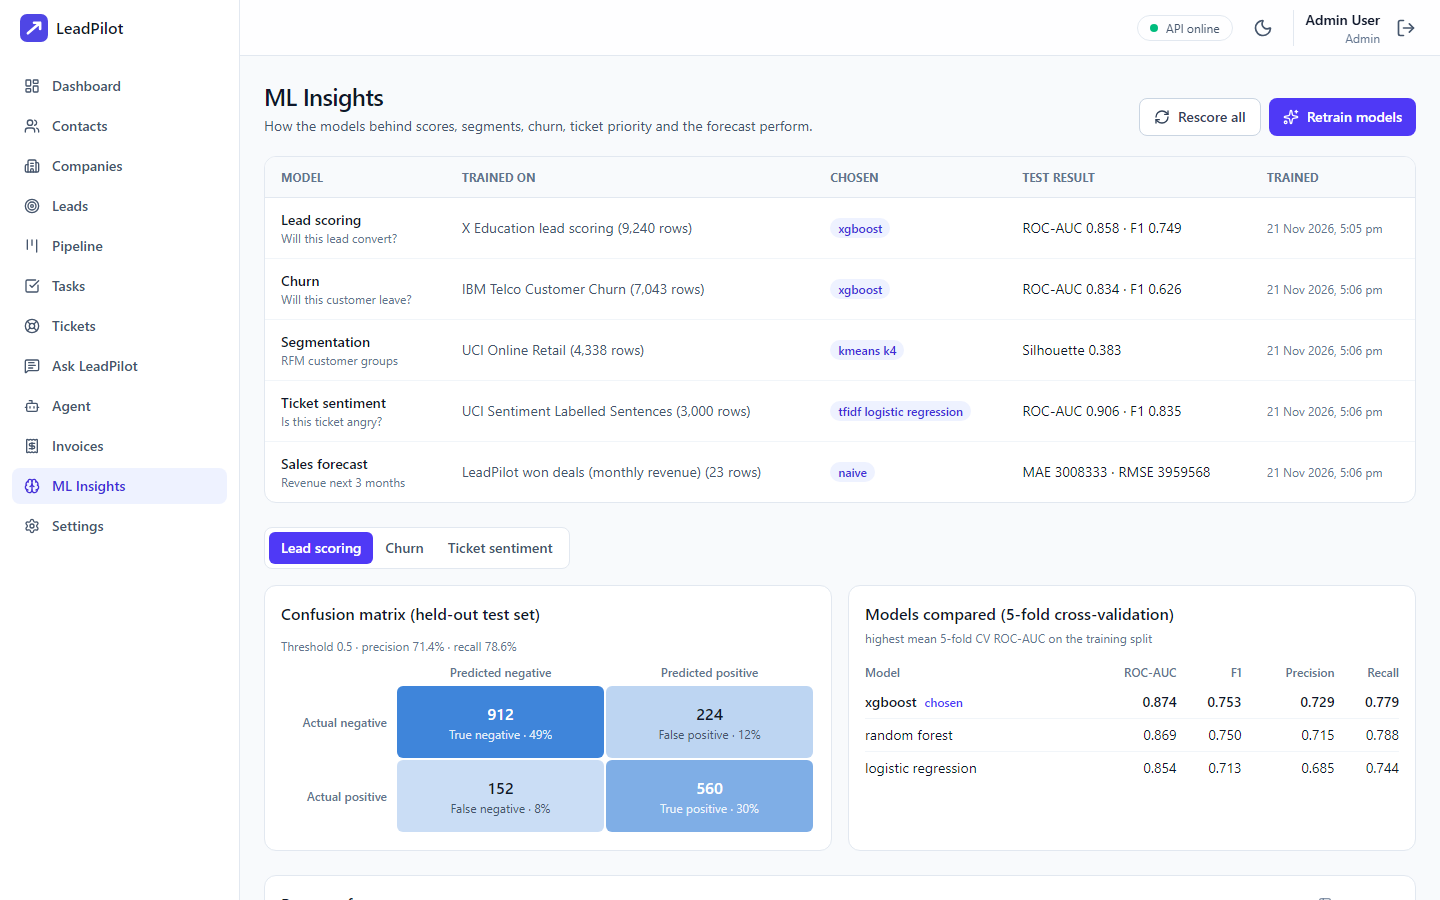 LeadPilot
API online
Admin User
Admin
Dashboard
Contacts
Companies
Leads
Pipeline
Tasks
Tickets
Ask LeadPilot
Agent
Invoices
ML Insights
Settings
ML Insights
How the models behind scores, segments, churn, ticket priority and the forecast perform.
Rescore all
Retrain models
MODEL TRAINED ON CHOSEN TEST RESULT TRAINED
Lead scoring
Will this lead convert?
X Education lead scoring (9,240 rows) xgboost ROC-AUC 0.858 · F1 0.749 21 Nov 2026, 5:05 pm
Churn
Will this customer leave?
IBM Telco Customer Churn (7,043 rows) xgboost ROC-AUC 0.834 · F1 0.626 21 Nov 2026, 5:06 pm
Segmentation
RFM customer groups
UCI Online Retail (4,338 rows) kmeans k4 Silhouette 0.383 21 Nov 2026, 5:06 pm
Ticket sentiment
Is this ticket angry?
UCI Sentiment Labelled Sentences (3,000 rows) tfidf logistic regression ROC-AUC 0.906 · F1 0.835 21 Nov 2026, 5:06 pm
Sales forecast
Revenue next 3 months
LeadPilot won deals (monthly revenue) (23 rows) naive MAE 3008333 · RMSE 3959568 21 Nov 2026, 5:06 pm
Lead scoring Churn Ticket sentiment
Confusion matrix (held-out test set)
Threshold 0.5 · precision 71.4% · recall 78.6%
Predicted negative Predicted positive
Actual negative
912
True negative · 49%
224
False positive · 12%
Actual positive
152
False negative · 8%
560
True positive · 30%
Models compared (5-fold cross-validation)
highest mean 5-fold CV ROC-AUC on the training split
Model ROC-AUC F1 Precision Recall
xgboost chosen 0.874 0.753 0.729 0.779
random forest 0.869 0.750 0.715 0.788
logistic regression 0.854 0.713 0.685 0.744